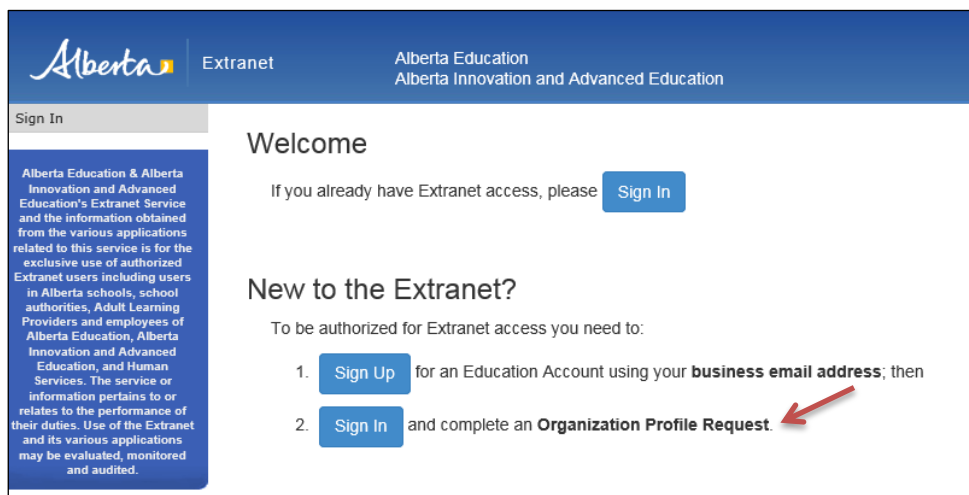 Alberta Extranet Alberta Education
Alberta Innovation and Advanced Education
Sign In
Alberta Education & Alberta
Innovation and Advanced
Education's Extranet Service
and the information obtained
from the various applications
related to this service is for the
exclusive use of authorized
Extranet users including users
in Alberta schools, school
authorities, Adult Learning
Providers and employees of
Alberta Education, Alberta
Innovation and Advanced
Education, and Human
Services. The service or
information pertains to or
relates to the performance of
their duties. Use of the Extranet
and its various applications
may be evaluated, monitored
and audited.
Welcome
If you already have Extranet access, please Sign In
New to the Extranet?
To be authorized for Extranet access you need to:
1. Sign Up for an Education Account using your business email address; then
2. Sign In and complete an Organization Profile Request.